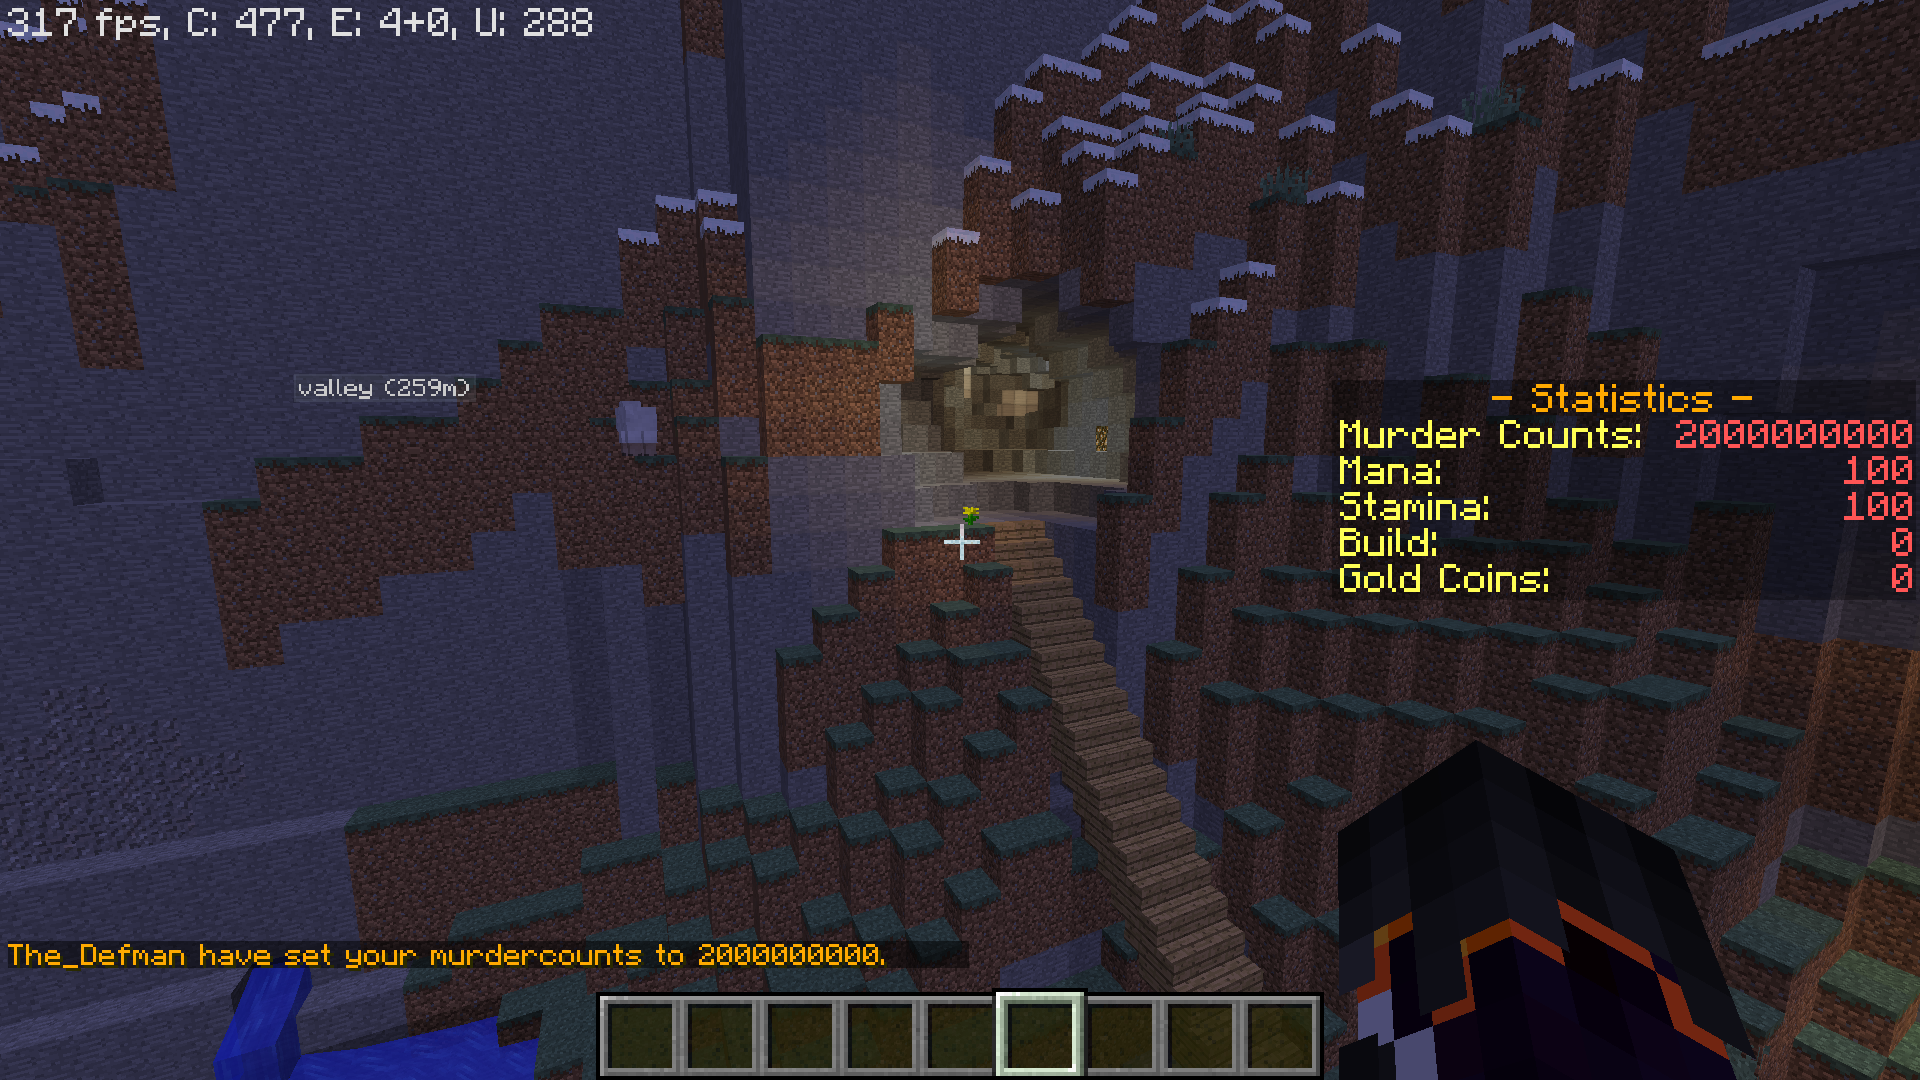 317 fps, C: 477, E: 4+0, U: 288
valley (259m)
- Statistics -
Murder Counts: 2000000000
Mana: 100
Stamina: 100
Build: 0
Gold Coins: 0
The_Defman have set your murdercounts to 2000000000.